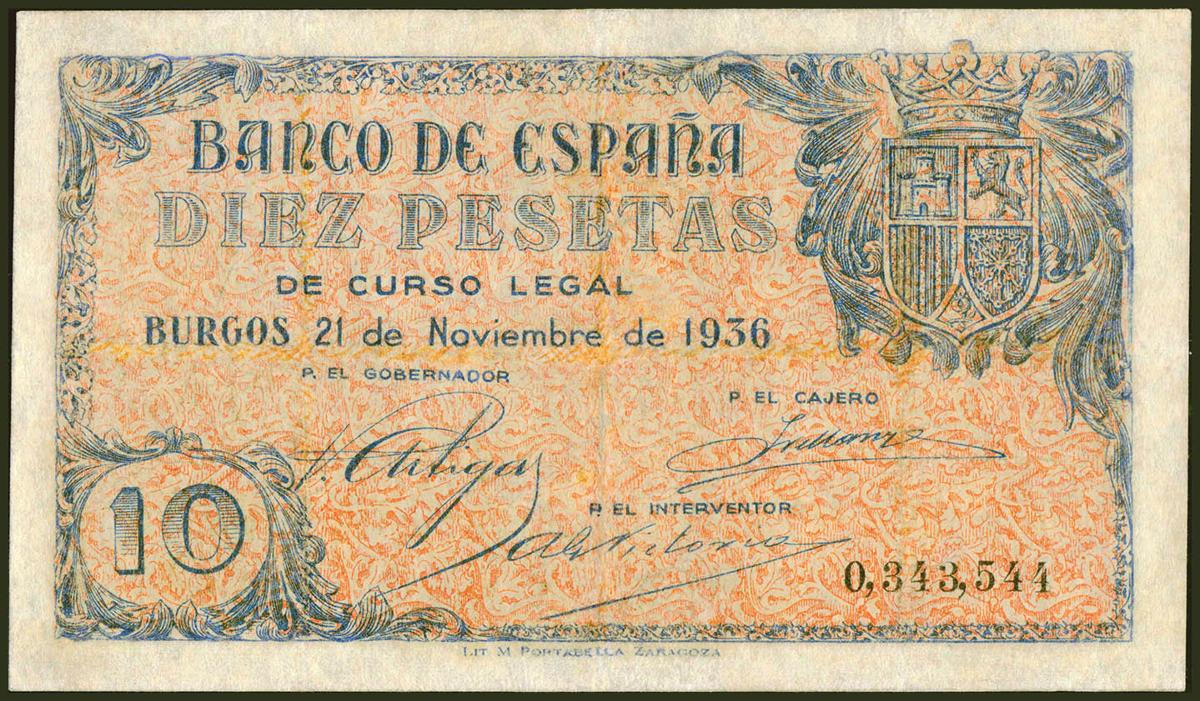 BANCO DE ESPAÑA
DIEZ PESETAS
DE CURSO LEGAL
BURGOS 21 de Noviembre de 1936
P. EL GOBERNADOR
P. EL CAJERO
P. EL INTERVENTOR
10
0,343,544
LIT M PORTABELLA ZARAGOZA